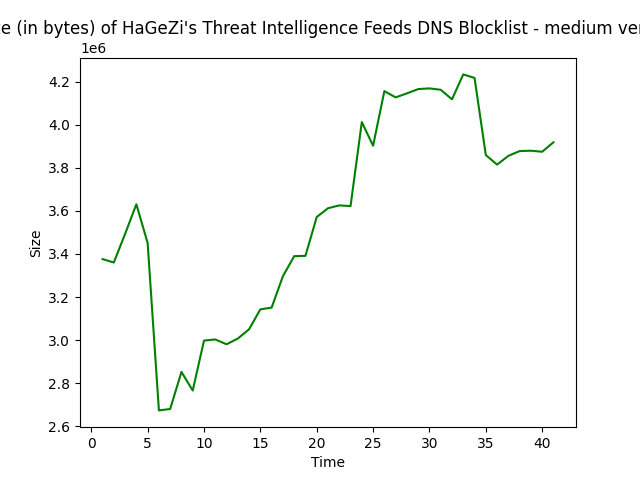 e (in bytes) of HaGeZi's Threat Intelligence Feeds DNS Blocklist - medium ver
1e6
4.2
4.0
3.8
3.6
3.4
3.2
3.0
2.8
2.6
Size
0 5 10 15 20 25 30 35 40
Time